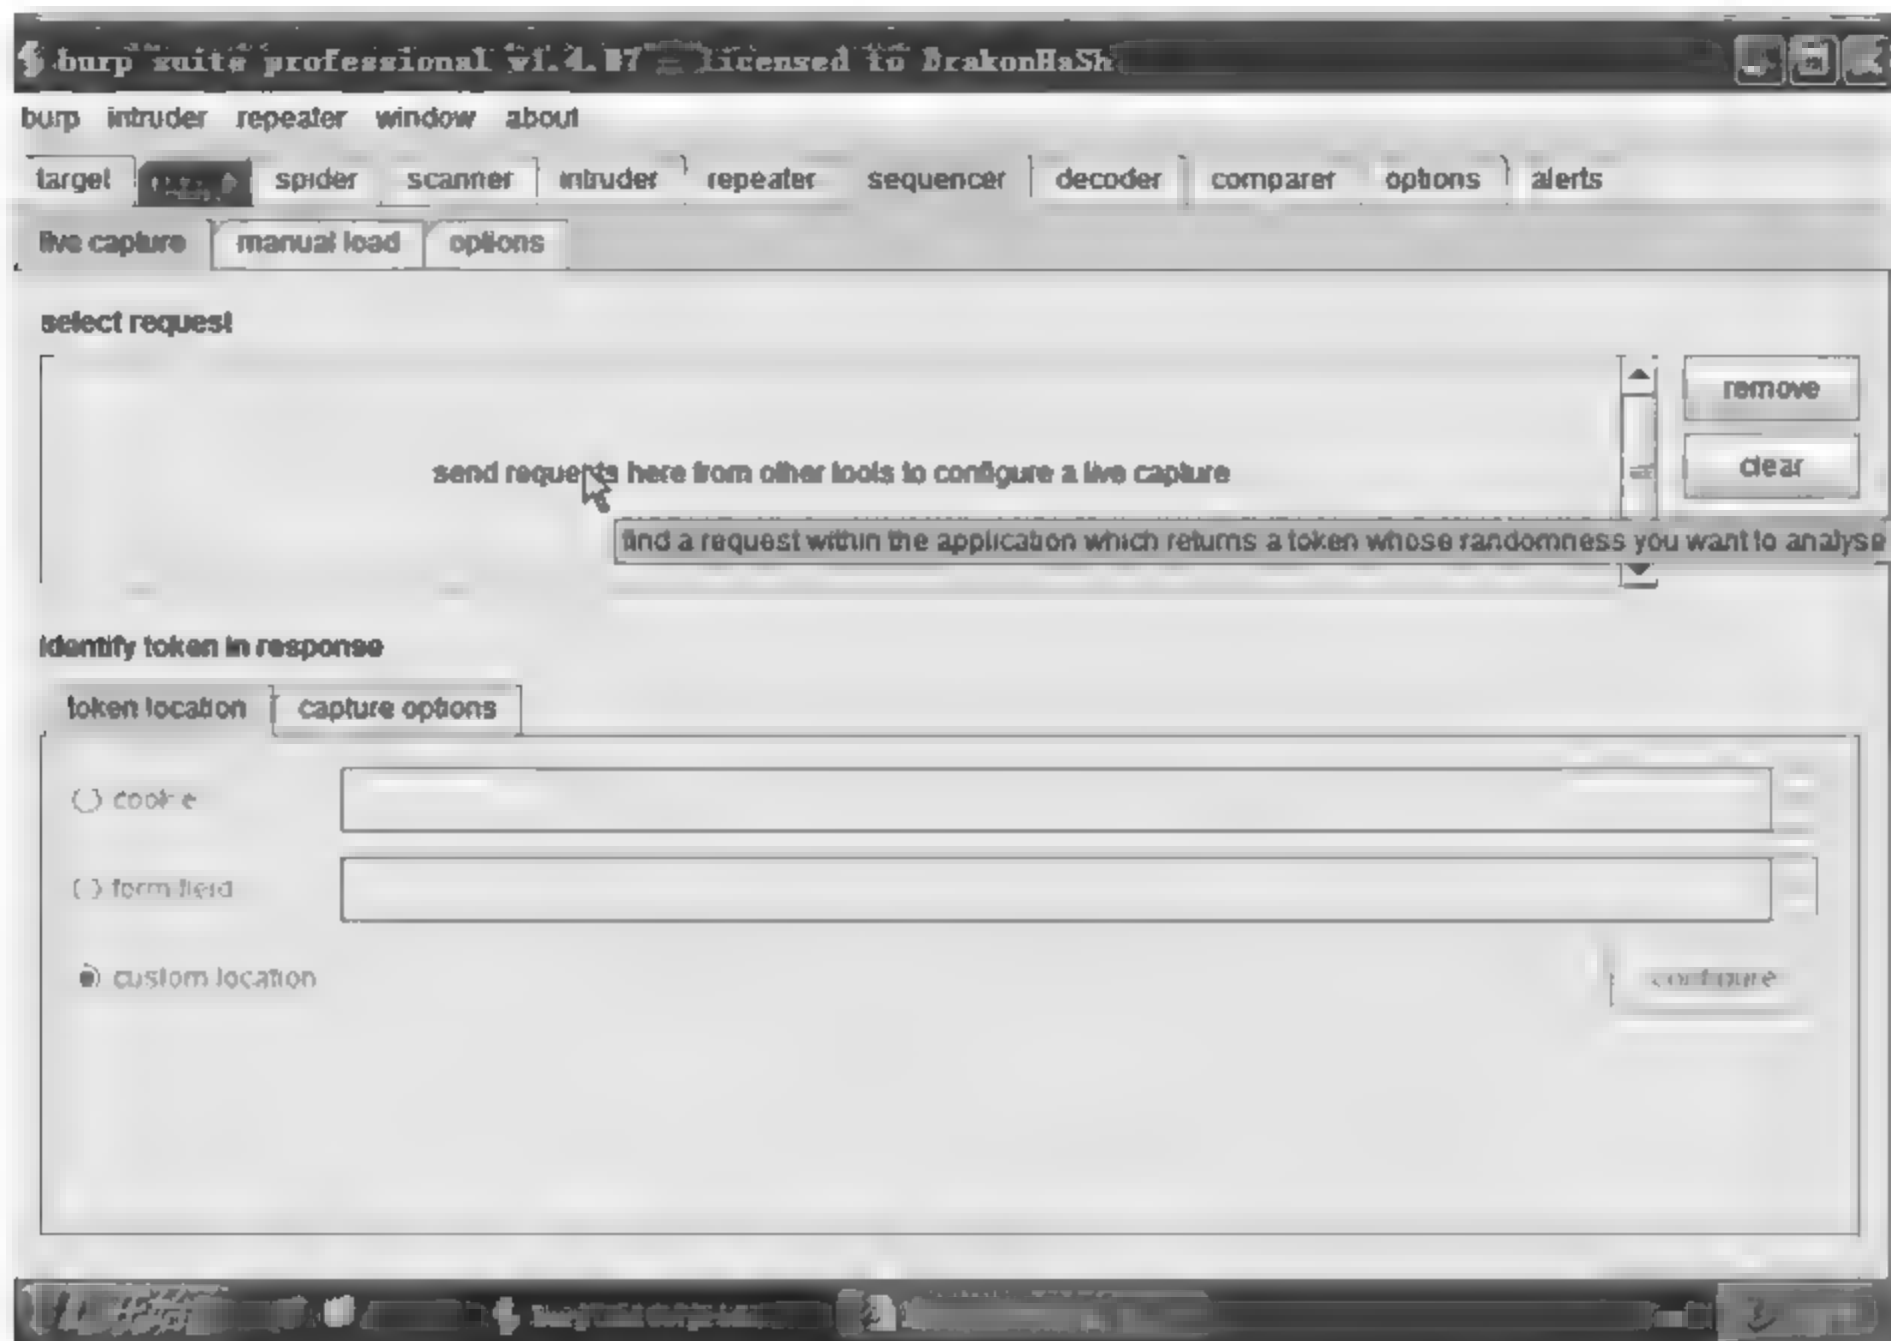 burp suite professional v1.4.07 - licensed to DrakonHaSh
burp intruder repeater window about
target spider scanner intruder repeater sequencer decoder comparer options alerts
live capture manual load options
select request
remove
send requests here from other tools to configure a live capture
clear
find a request within the application which returns a token whose randomness you want to analyse
identify token in response
token location capture options
cookie
form field
custom location
configure